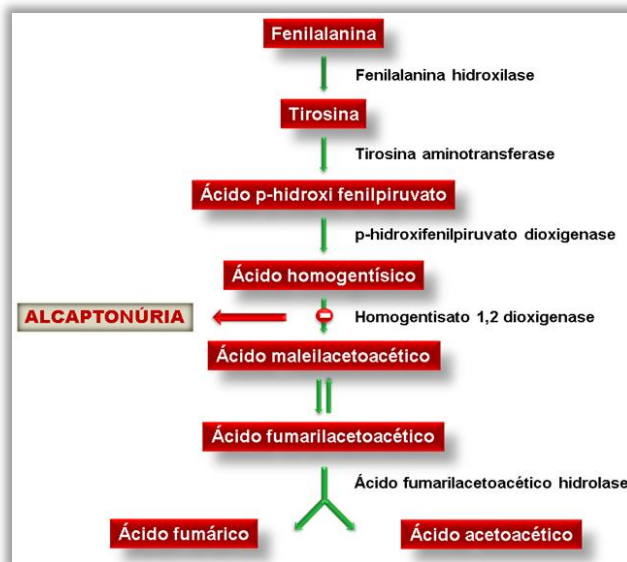 Fenilalanina
Fenilalanina hidroxilase
Tirosina
Tirosina aminotransferase
Ácido p-hidroxi fenilpiruvato
p-hidroxifenilpiruvato dioxigenase
Ácido homogentísico
ALCAPTONÚRIA
Homogentisato 1,2 dioxigenase
Ácido maleilacetoacético
Ácido fumarilacetoacético
Ácido fumarilacetoacético hidrolase
Ácido fumárico
Ácido acetoacético